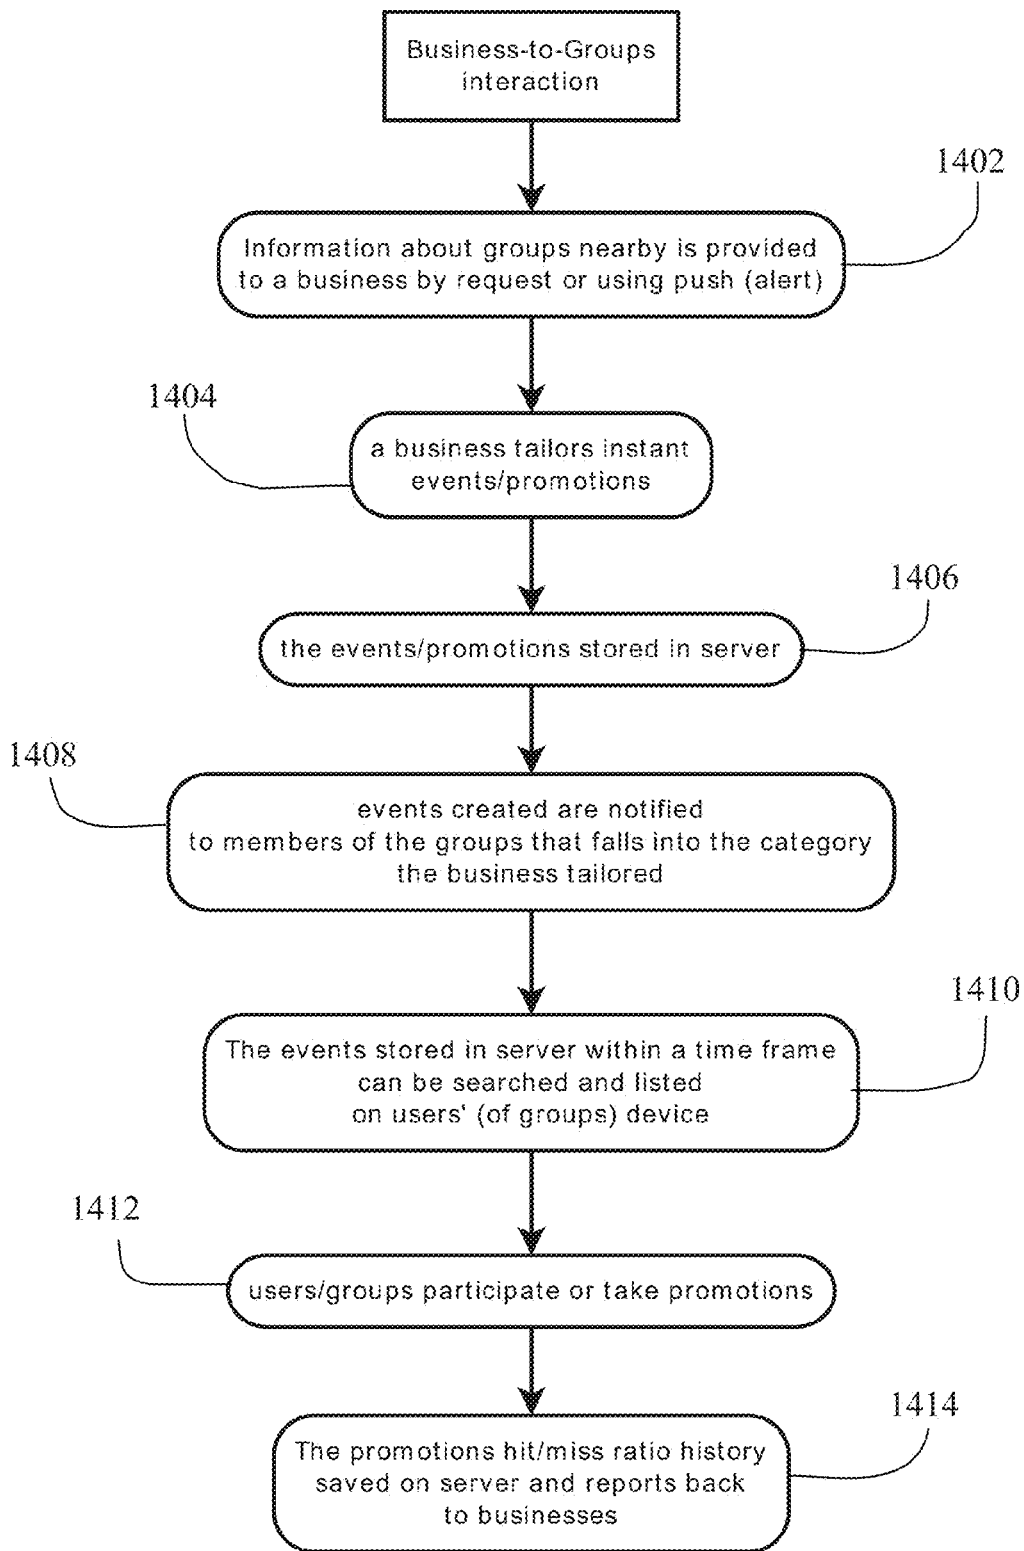 Business-to-Groups
interaction
1402
Information about groups nearby is provided
to a business by request or using push (alert)
1404
a business tailors instant
events/promotions
1406
the events/promotions stored in server
1408
events created are notified
to members of the groups that falls into the category
the business tailored
1410
The events stored in server within a time frame
can be searched and listed
on users' (of groups) device
1412
users/groups participate or take promotions
1414
The promotions hit/miss ratio history
saved on server and reports back
to businesses